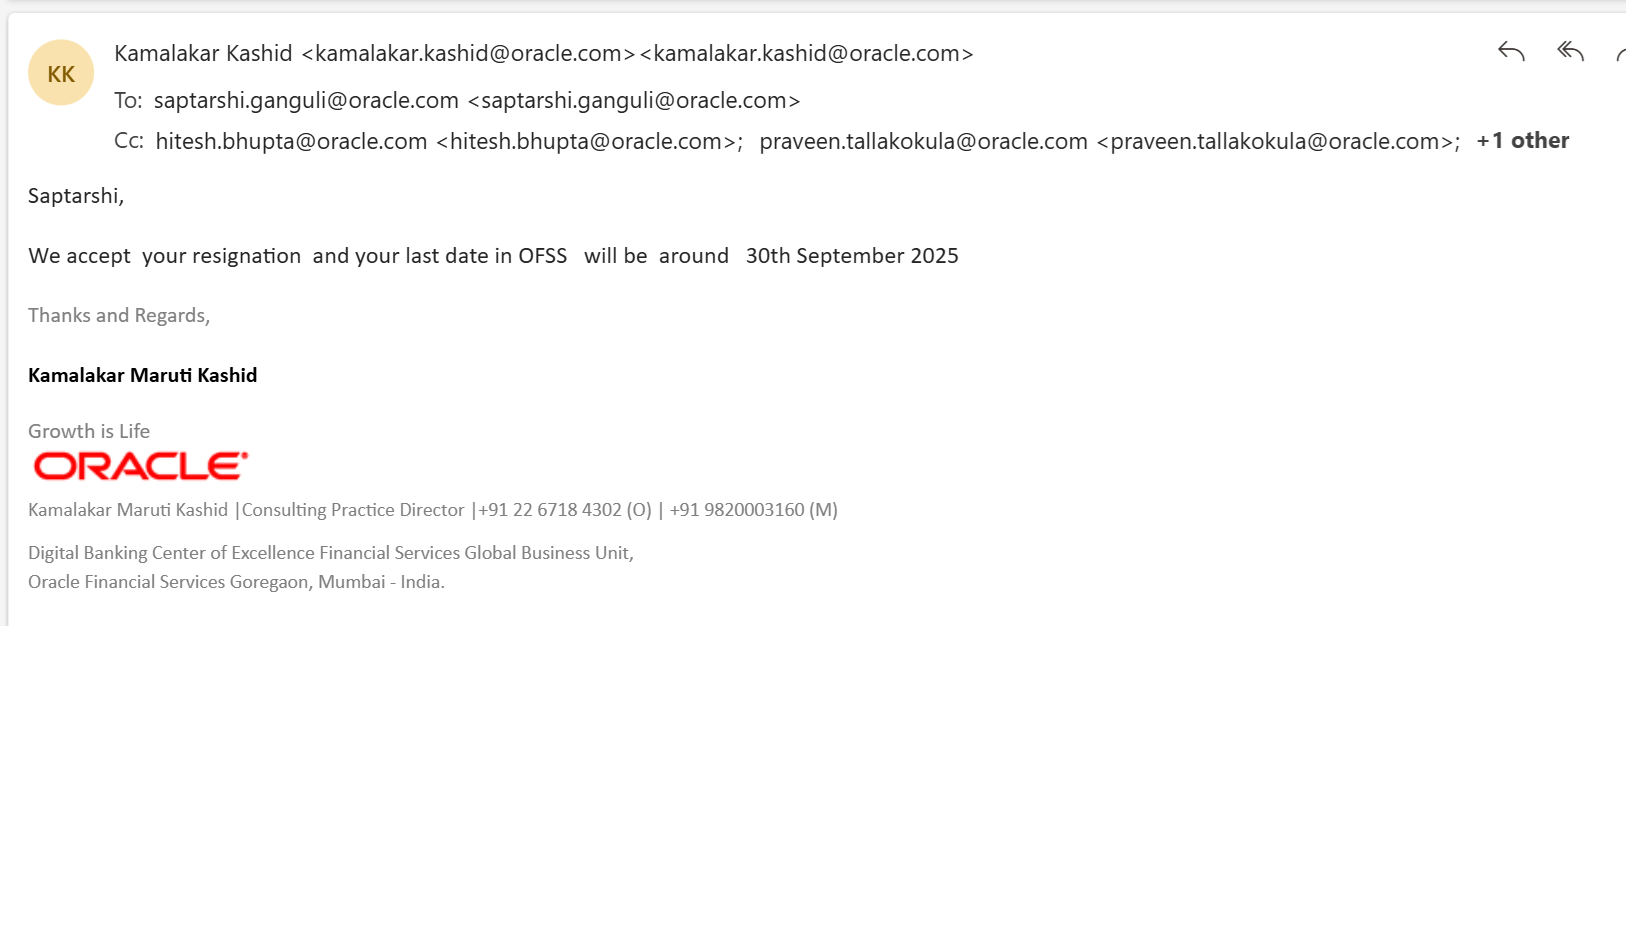 KK
Kamalakar Kashid <kamalakar.kashid@oracle.com><kamalakar.kashid@oracle.com>
To: saptarshi.ganguli@oracle.com <saptarshi.ganguli@oracle.com>
Cc: hitesh.bhupta@oracle.com <hitesh.bhupta@oracle.com>; praveen.tallakokula@oracle.com <praveen.tallakokula@oracle.com>; +1 other
Saptarshi,
We accept your resignation and your last date in OFSS will be around 30th September 2025
Thanks and Regards,
Kamalakar Maruti Kashid
Growth is Life
ORACLE
Kamalakar Maruti Kashid |Consulting Practice Director |+91 22 6718 4302 (O) | +91 9820003160 (M)
Digital Banking Center of Excellence Financial Services Global Business Unit,
Oracle Financial Services Goregaon, Mumbai - India.